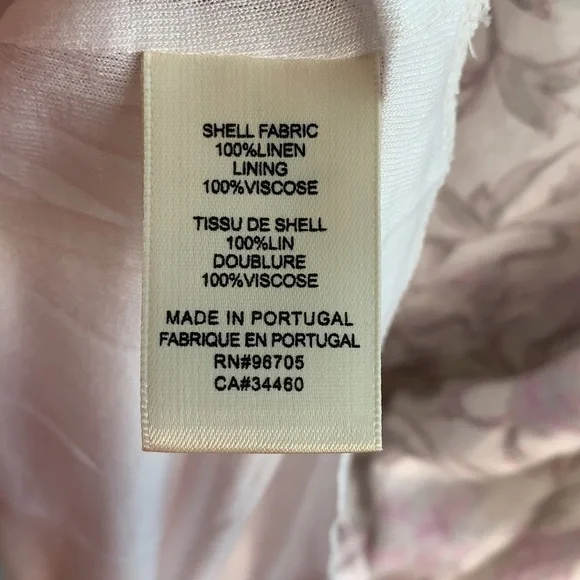 SHELL FABRIC
100%LINEN
LINING
100%VISCOSE
TISSU DE SHELL
100%LIN
DOUBLURE
100%VISCOSE
MADE IN PORTUGAL
FABRIQUE EN PORTUGAL
RN#96705
CA#34460